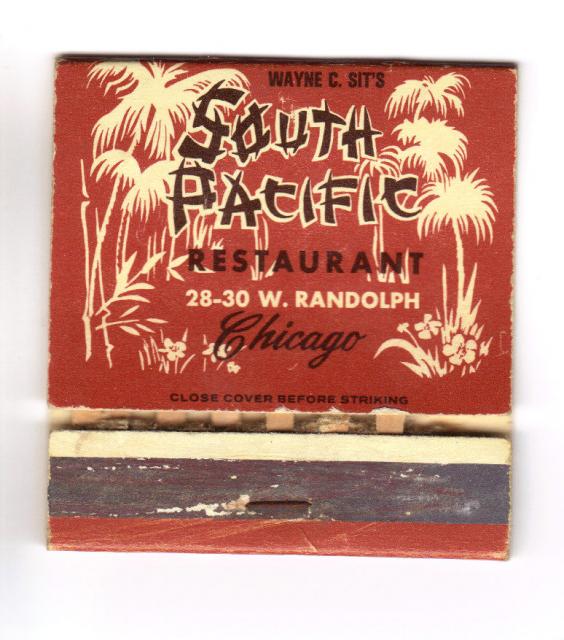 WAYNE C. SIT'S
SOUTH
PACIFIC
RESTAURANT
28-30 W. RANDOLPH
Chicago
CLOSE COVER BEFORE STRIKING